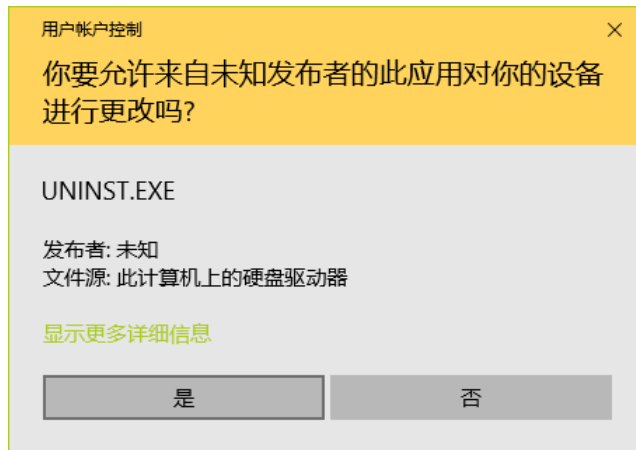 用户帐户控制
你要允许来自未知发布者的此应用对你的设备
进行更改吗?
UNINST.EXE
发布者: 未知
文件源: 此计算机上的硬盘驱动器
显示更多详细信息
是
否